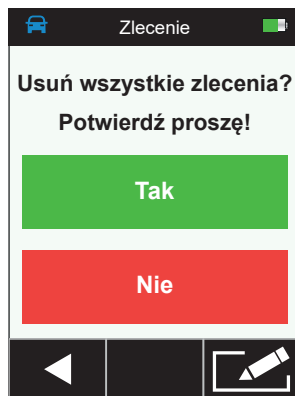 Zlecenie
Usuń wszystkie zlecenia?
Potwierdź proszę!
Tak
Nie